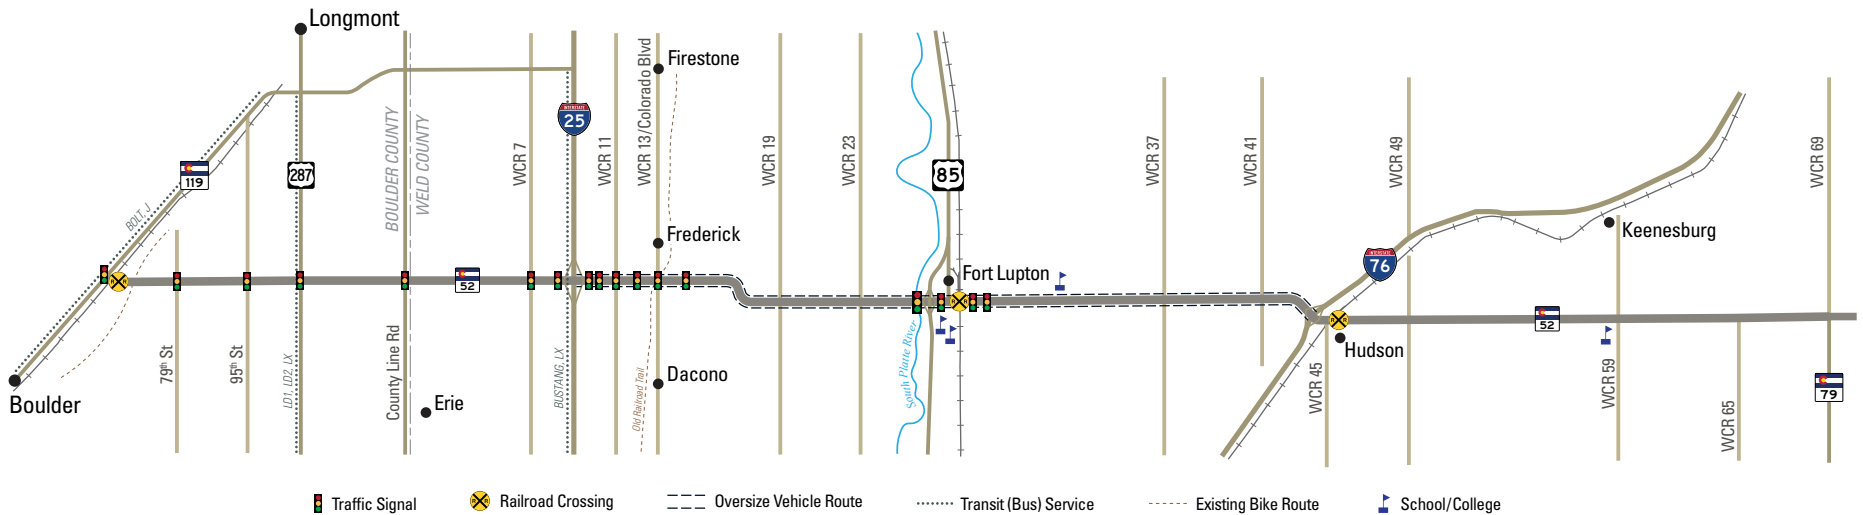 Longmont
Firestone
Frederick
Fort Lupton
Keenesburg
Hudson
Dacono
Erie
Boulder
119
287
INTERSTATE
25
85
INTERSTATE
76
52
52
79
BOLT, J
LD1, LD2, LX
BUSTANG, LX
BOULDER COUNTY
WELD COUNTY
79th St
95th St
County Line Rd
WCR 7
WCR 11
WCR 13/Colorado Blvd
Old Railroad Trail
WCR 19
WCR 23
South Platte River
WCR 37
WCR 41
WCR 45
WCR 49
WCR 59
WCR 65
WCR 69
R R
R R
R R
Traffic Signal
R R
Railroad Crossing
Oversize Vehicle Route
Transit (Bus) Service
Existing Bike Route
School/College